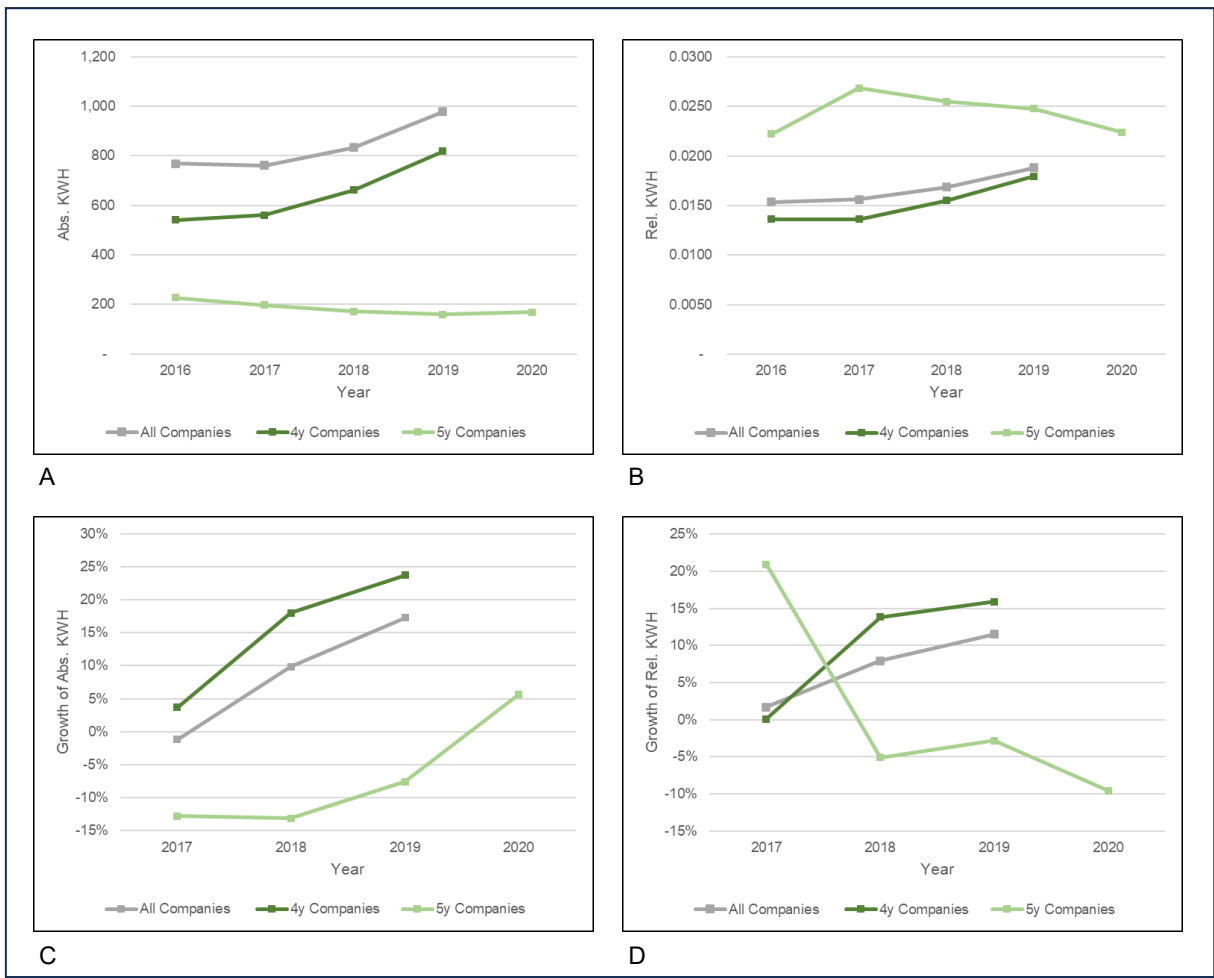 1,200
1,000
800
600
400
200
-
Abs. KWH
2016 2017 2018 2019 2020
Year
All Companies 4y Companies 5y Companies
A
0.0300
0.0250
0.0200
0.0150
0.0100
0.0050
-
Rel. KWH
2016 2017 2018 2019 2020
Year
All Companies 4y Companies 5y Companies
B
30%
25%
20%
15%
10%
5%
0%
-5%
-10%
-15%
Growth of Abs. KWH
2017 2018 2019 2020
Year
All Companies 4y Companies 5y Companies
C
25%
20%
15%
10%
5%
0%
-5%
-10%
-15%
Growth of Rel. KWH
2017 2018 2019 2020
Year
All Companies 4y Companies 5y Companies
D